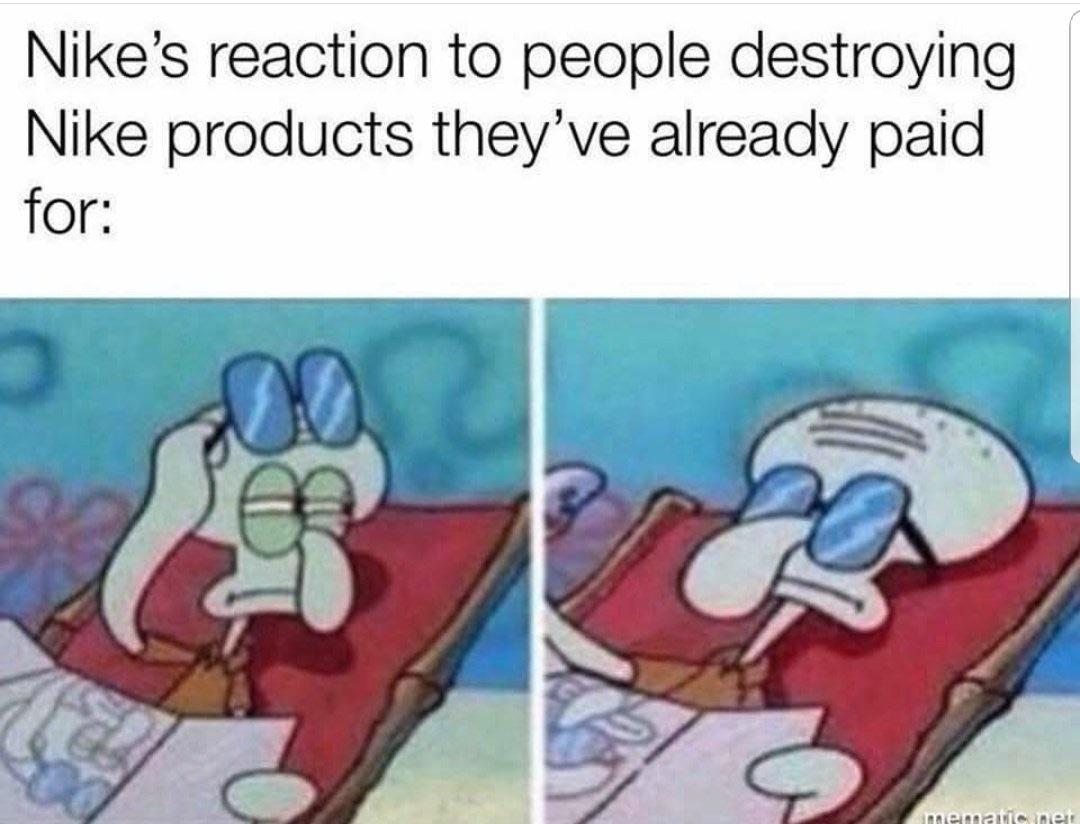 Nike’s reaction to people destroying
Nike products they’ve already paid
for:
mematic.net